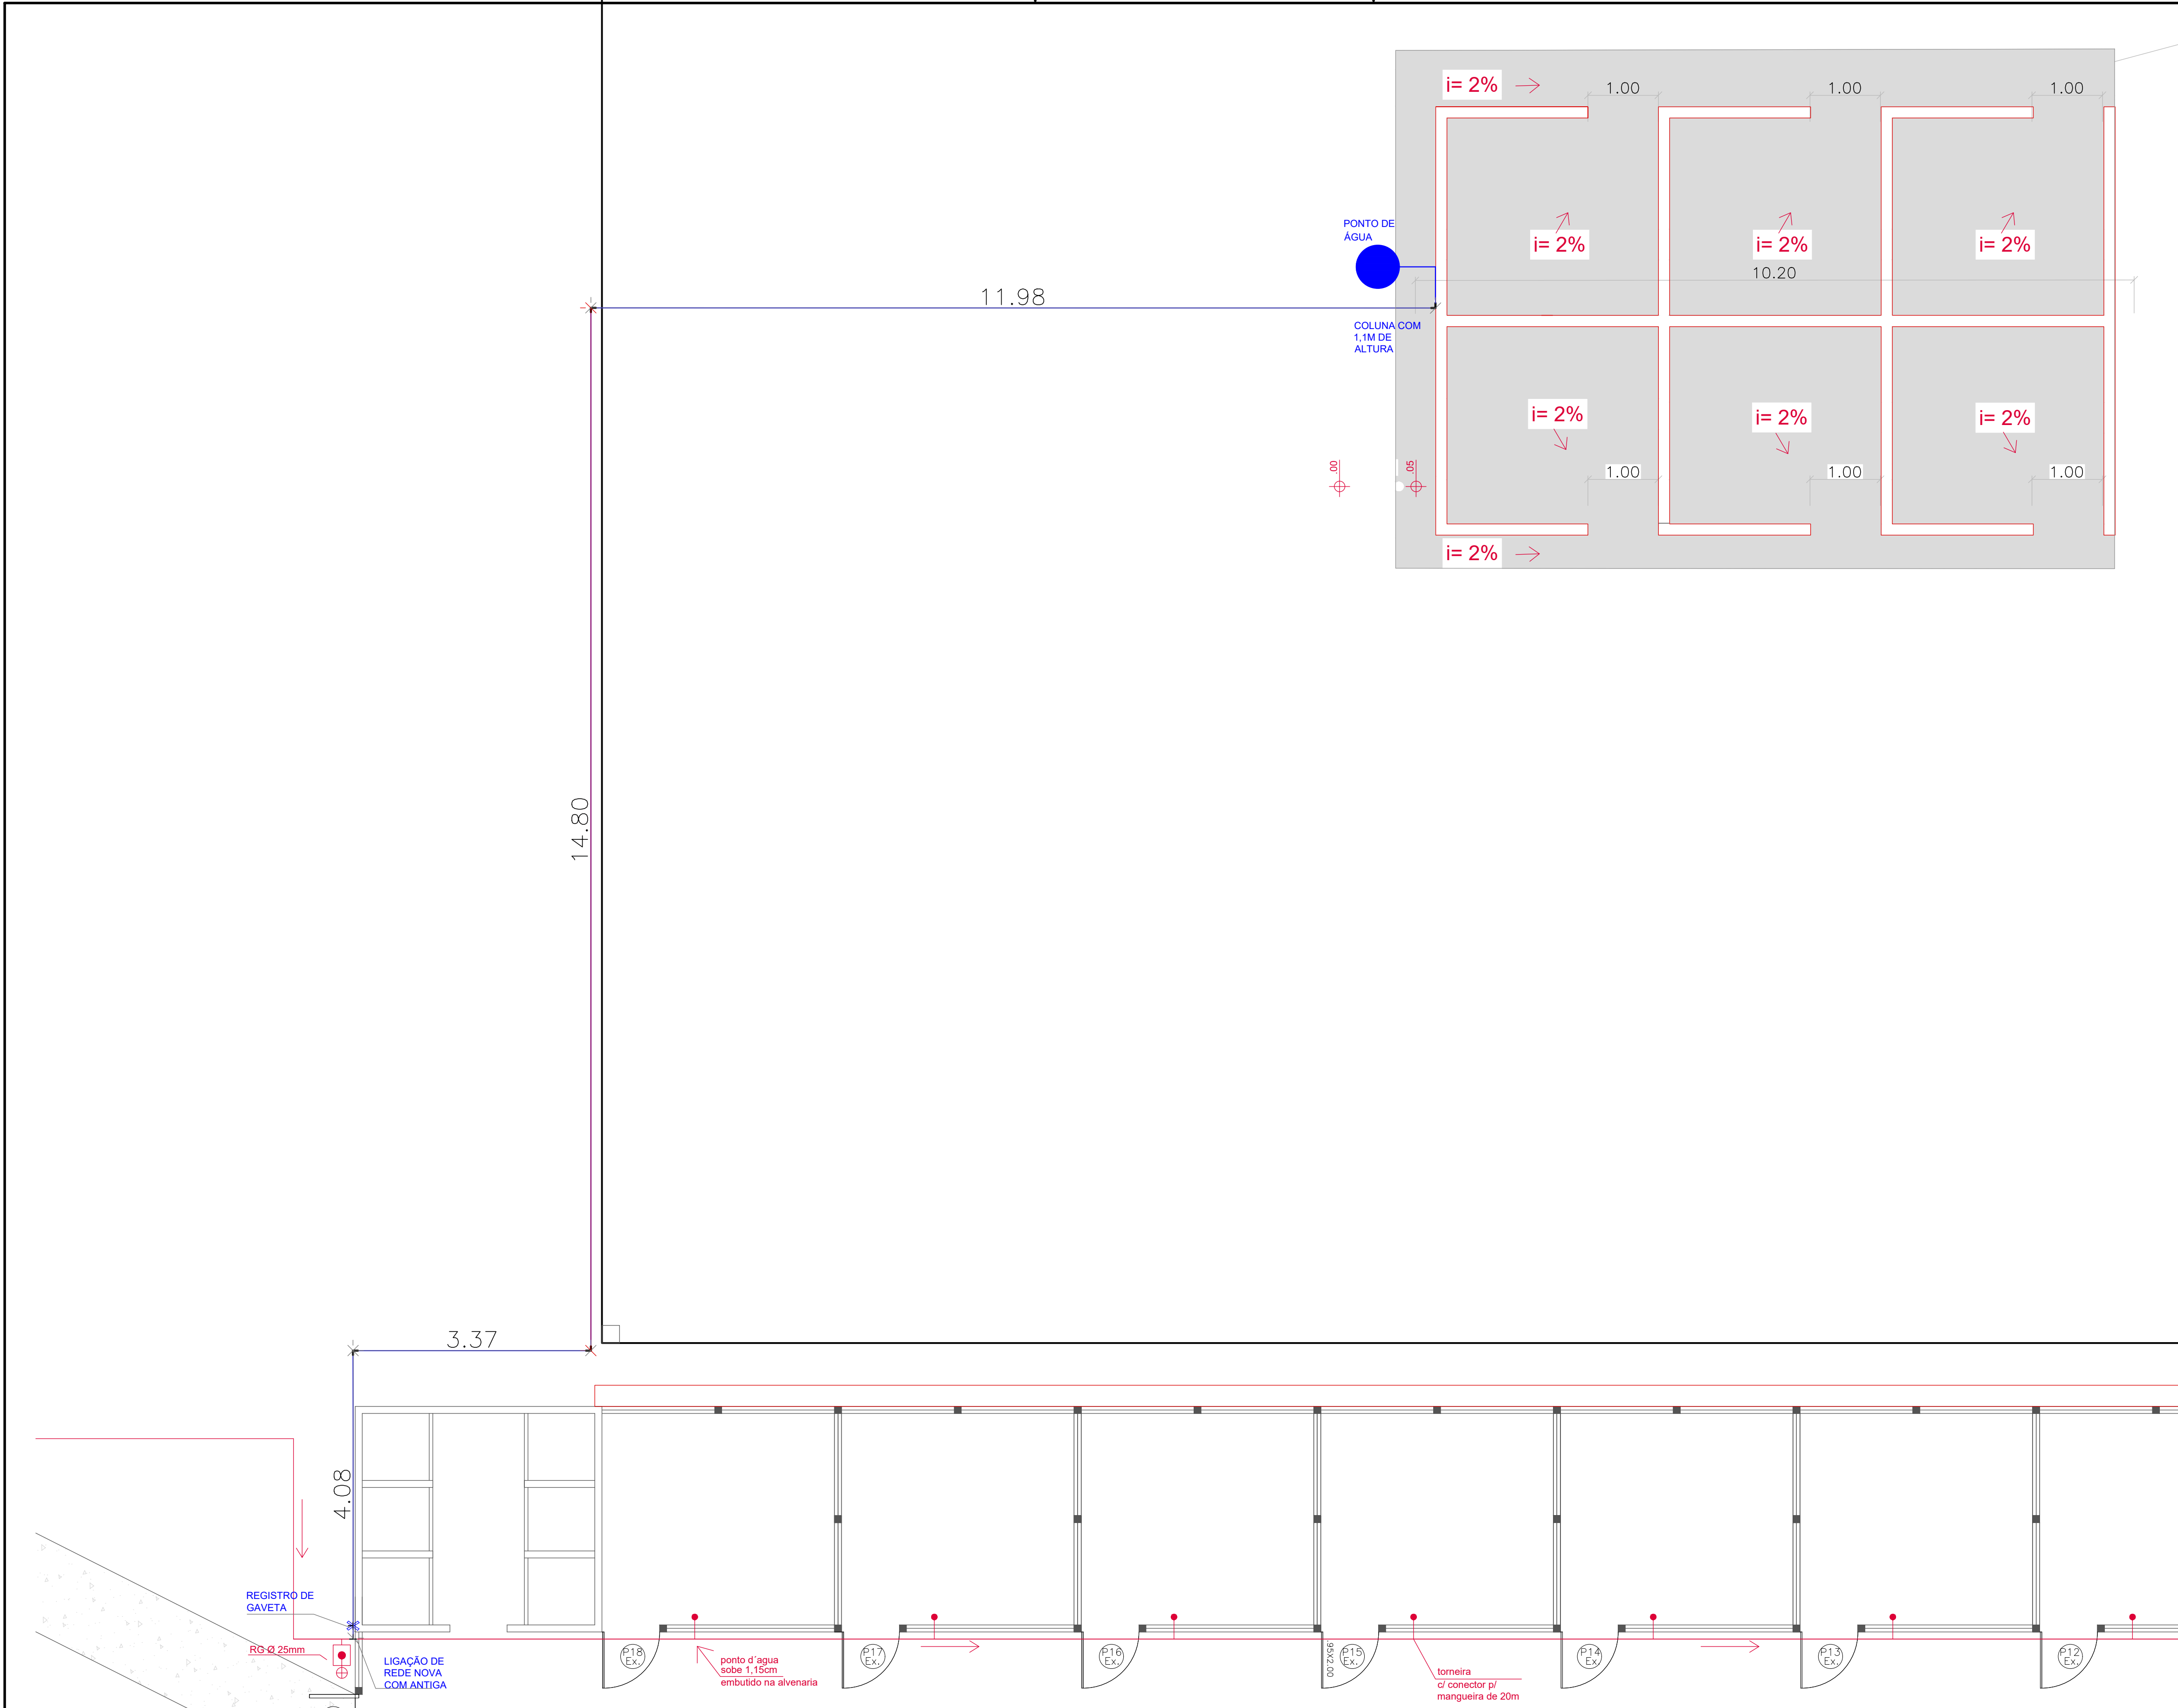 i= 2%
1.00
1.00
1.00
PONTO DE
ÁGUA
i= 2%
i= 2%
i= 2%
10.20
11.98
COLUNA COM
1,1M DE
ALTURA
i= 2%
i= 2%
i= 2%
.00
.05
1.00
1.00
1.00
i= 2%
14.80
3.37
4.08
REGISTRO DE
GAVETA
RG Ø 25mm
LIGAÇÃO DE
REDE NOVA
COM ANTIGA
P18
Ex.
ponto d´agua
sobe 1,15cm
embutido na alvenaria
P17
Ex.
P16
Ex.
95X2.00
P15
Ex.
torneira
c/ conector p/
mangueira de 20m
P14
Ex.
P13
Ex.
P12
Ex.